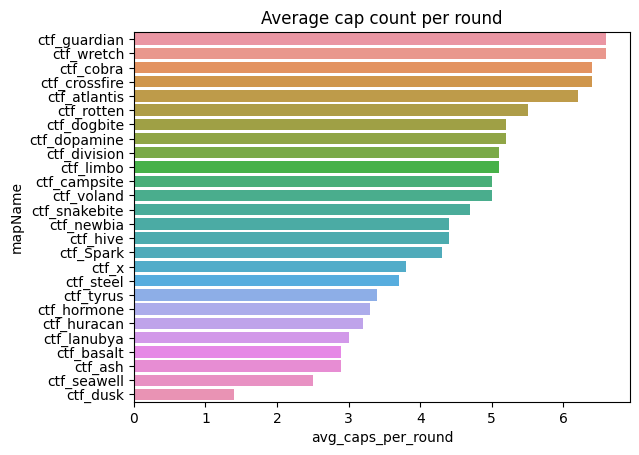 Average cap count per round
mapName
ctf_guardian
ctf_wretch
ctf_cobra
ctf_crossfire
ctf_atlantis
ctf_rotten
ctf_dogbite
ctf_dopamine
ctf_division
ctf_limbo
ctf_campsite
ctf_voland
ctf_snakebite
ctf_newbia
ctf_hive
ctf_Spark
ctf_x
ctf_steel
ctf_tyrus
ctf_hormone
ctf_huracan
ctf_lanubya
ctf_basalt
ctf_ash
ctf_seawell
ctf_dusk
0 1 2 3 4 5 6
avg_caps_per_round